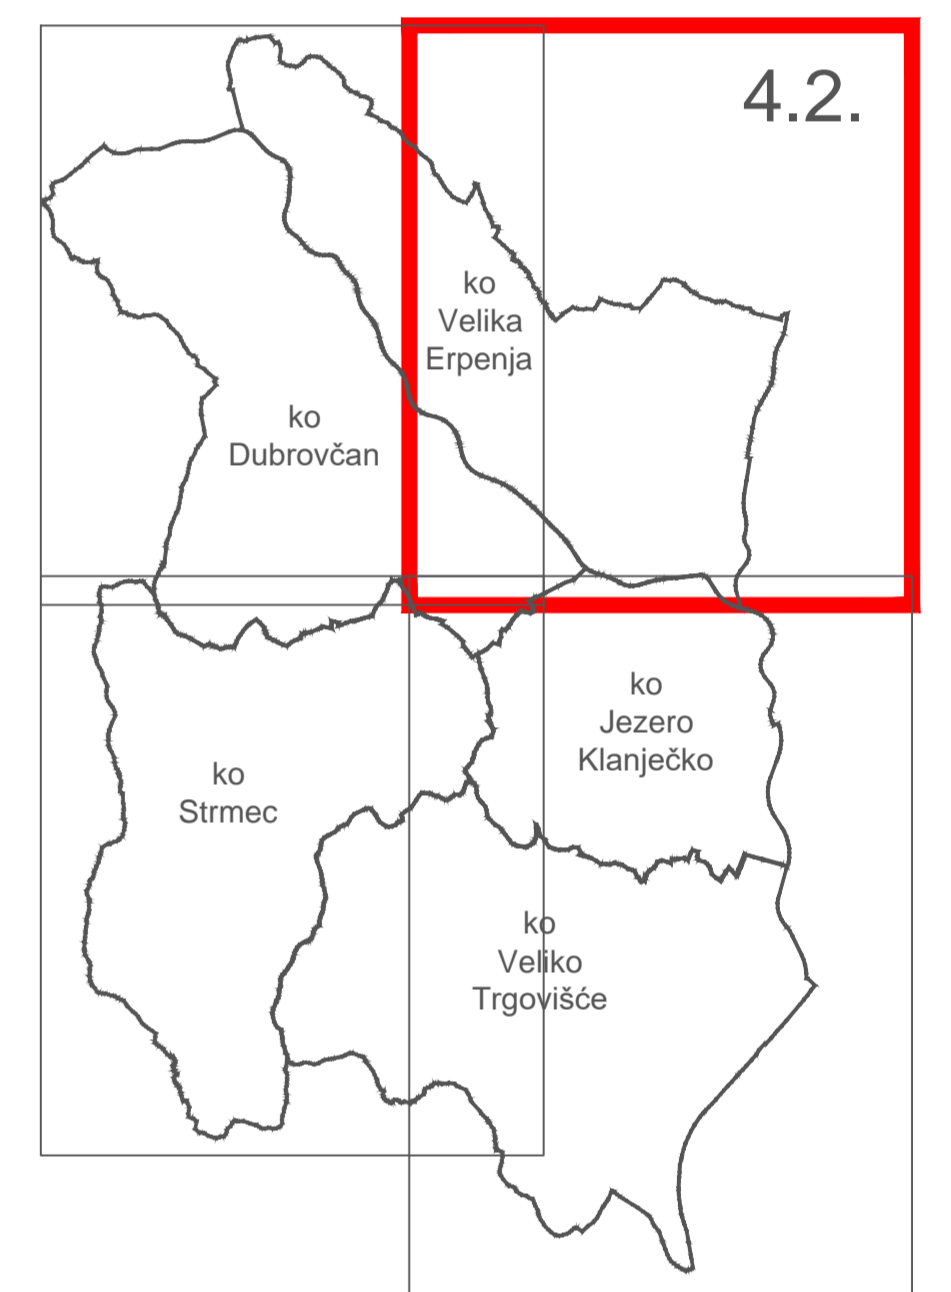 4.2.
ko
Velika
Erpenja
ko
Dubrovčan
ko
Jezero
Klanječko
ko
Strmec
ko
Veliko
Trgovišće